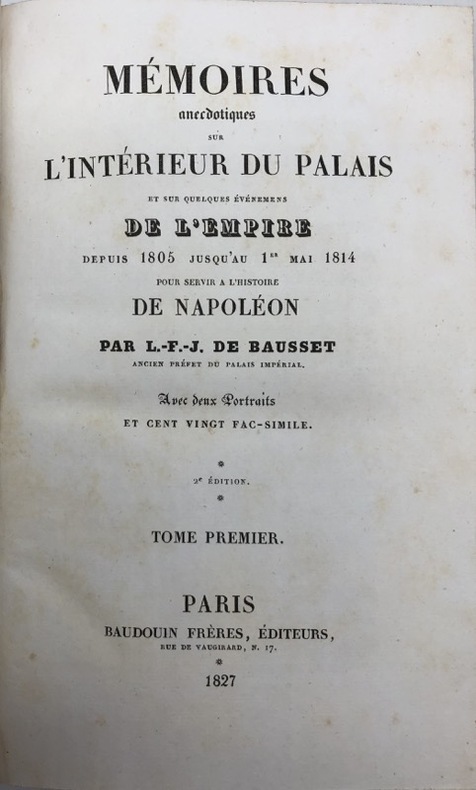 MÉMOIRES
anecdotiques
SUR
L'INTÉRIEUR DU PALAIS
ET SUR QUELQUES ÉVÉNEMENS
DE L'EMPIRE
DEPUIS 1805 JUSQU'AU 1ER MAI 1814
POUR SERVIR A L'HISTOIRE
DE NAPOLÉON
PAR L.-F.-J. DE BAUSSET
ANCIEN PRÉFET DU PALAIS IMPÉRIAL.
Avec deux Portraits
ET CENT VINGT FAC-SIMILE.
2e ÉDITION.
TOME PREMIER.
PARIS
BAUDOUIN FRÈRES, ÉDITEURS,
RUE DE VAUGIRARD, N. 17.
1827